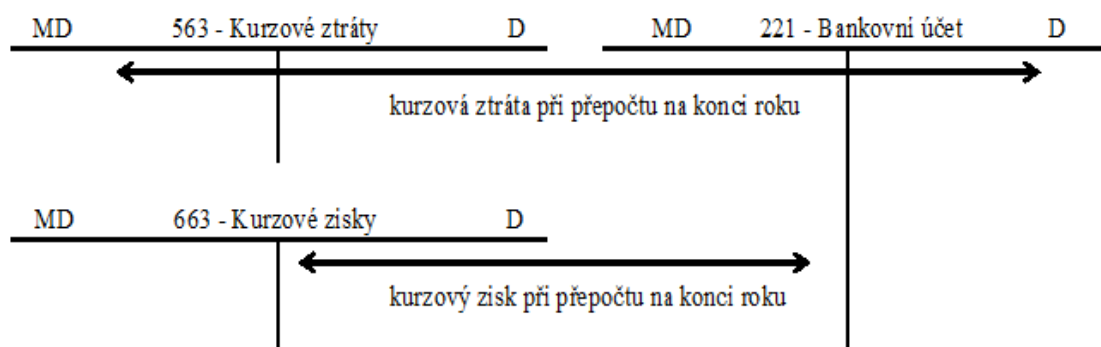 MD 563 - Kurzové ztráty D MD 221 - Bankovní účet D
kurzová ztráta při přepočtu na konci roku
MD 663 - Kurzové zisky D
kurzový zisk při přepočtu na konci roku